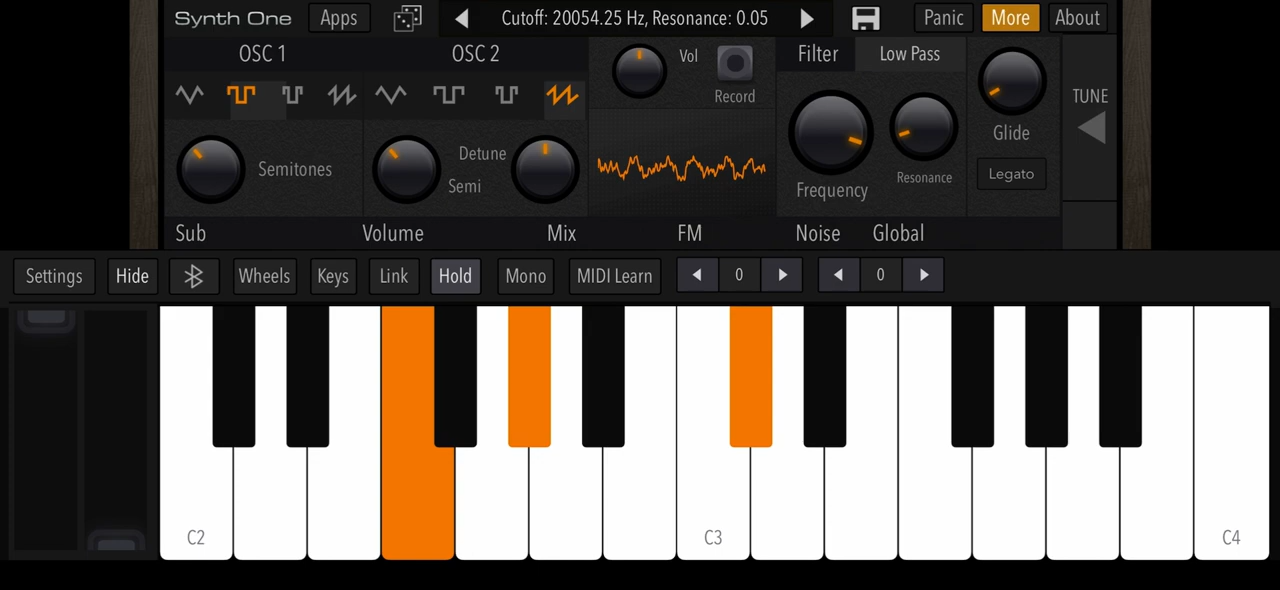 Synth One Apps Cutoff: 20054.25 Hz, Resonance: 0.05 Panic More About
OSC 1 OSC 2 Vol Filter Low Pass
Record TUNE
Glide
Semitones Detune
Semi
Frequency Resonance Legato
Sub Volume Mix FM Noise Global
Settings Hide Wheels Keys Link Hold Mono MIDI Learn 0 0
C2 C3 C4